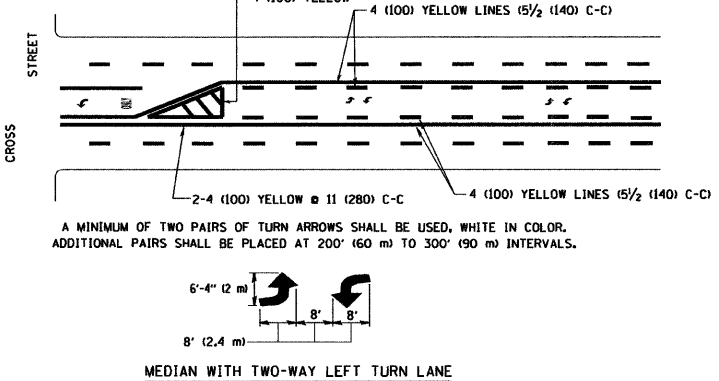 4 (100) YELLOW LINES (5½ (140) C-C)
STREET
ONLY
CROSS
2-4 (100) YELLOW @ 11 (280) C-C
4 (100) YELLOW LINES (5½ (140) C-C)
A MINIMUM OF TWO PAIRS OF TURN ARROWS SHALL BE USED, WHITE IN COLOR.
ADDITIONAL PAIRS SHALL BE PLACED AT 200' (60 m) TO 300' (90 m) INTERVALS.
6'-4" (2 m)
8' 8'
8' (2.4 m)
MEDIAN WITH TWO-WAY LEFT TURN LANE